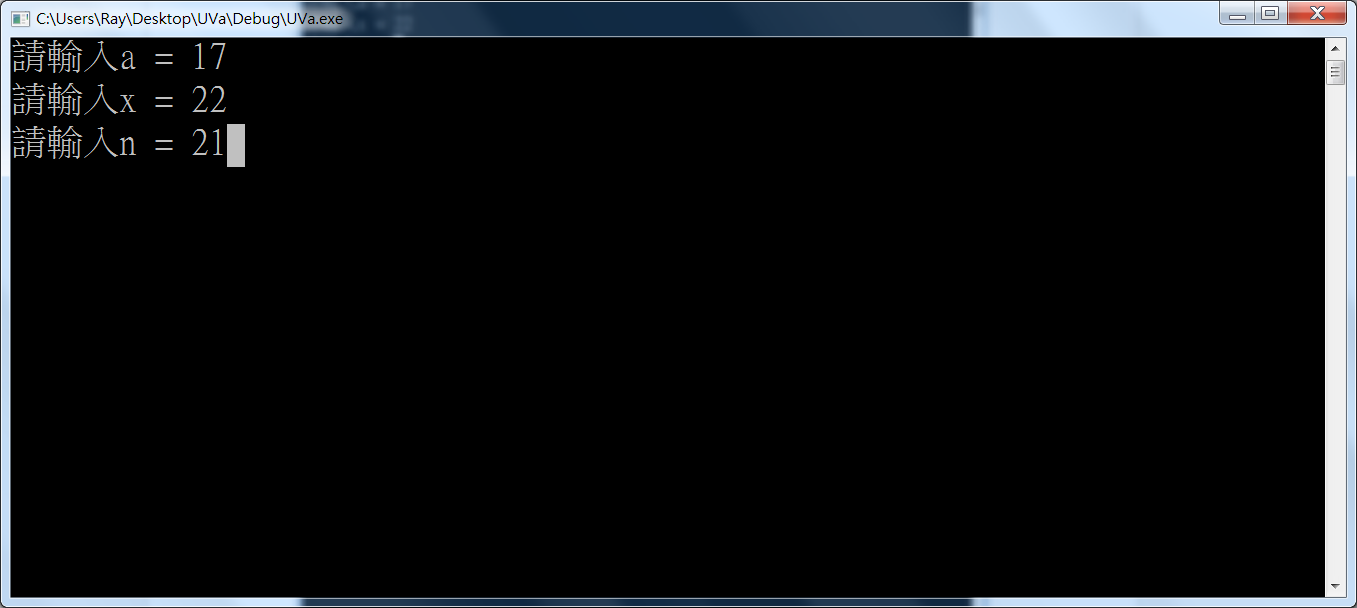 C:\Users\Ray\Desktop\UVa\Debug\UVa.exe
請輸入a = 17
請輸入x = 22
請輸入n = 21